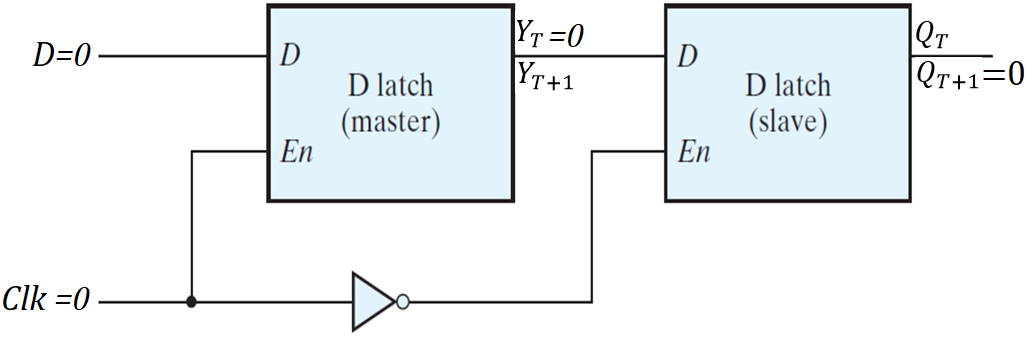 D=0
D
D latch
(master)
En
Y_T =0
Y_{T+1}
D
D latch
(slave)
En
Q_T
Q_{T+1}=0
Clk =0